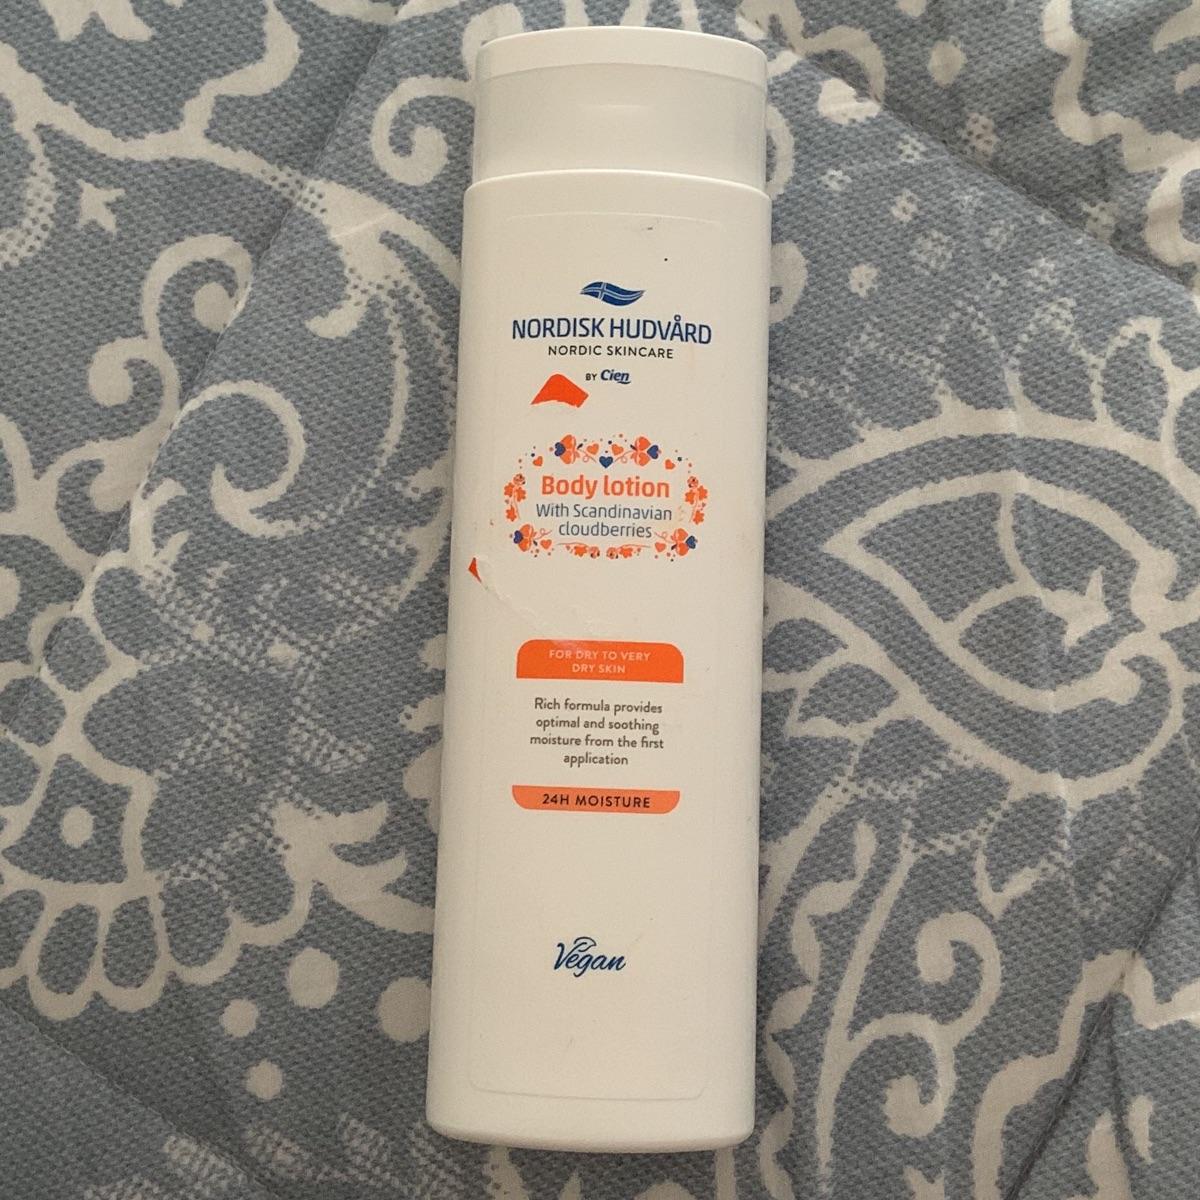 NORDISK HUDVÅRD
NORDIC SKINCARE
BY Cien
Body lotion
With Scandinavian
cloudberries
FOR DRY TO VERY
DRY SKIN
Rich formula provides
optimal and soothing
moisture from the first
application
24H MOISTURE
Vegan